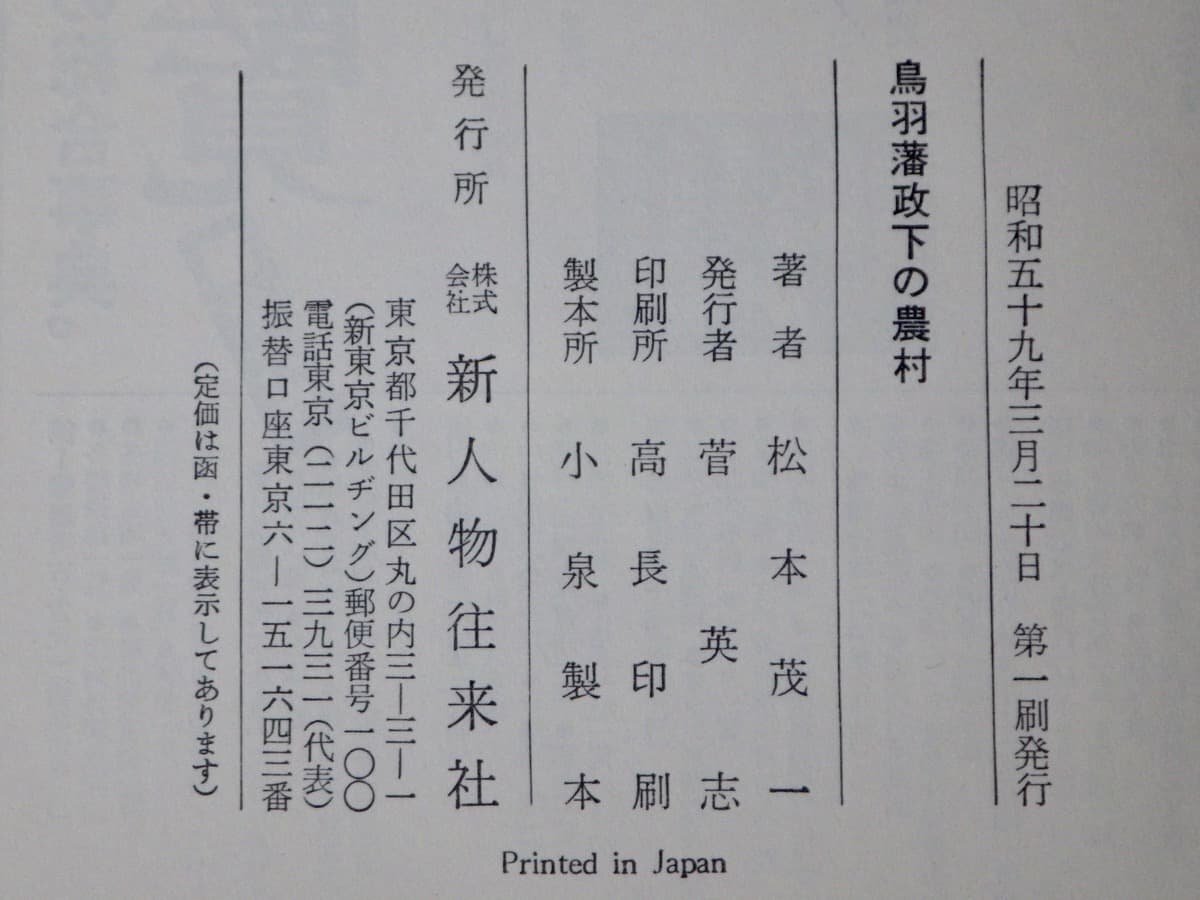 昭和五十九年三月二十日　第一刷発行
鳥羽藩政下の農村
著者　松本茂一
発行者　菅英志
印刷所　高長印刷
製本所　小泉製本
発行所　株式会社　新人物往来社
東京都千代田区丸の内三―三―一
（新東京ビルヂング）郵便番号一〇〇
電話東京（二一二）三九三一（代表）
振替口座東京六―一五一六四三番
（定価は函・帯に表示してあります）
Printed in Japan